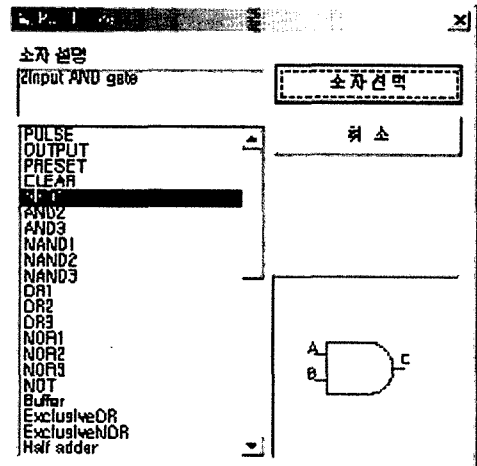 소자 설명
2Input AND gate
소자선택
취소
PULSE
OUTPUT
PRESET
CLEAR
AND2
AND3
NAND1
NAND2
NAND3
OR1
OR2
OR3
NOR1
NOR2
NOR3
NOT
Buffer
ExclusiveOR
ExclusiveNOR
Half adder
A
B
C